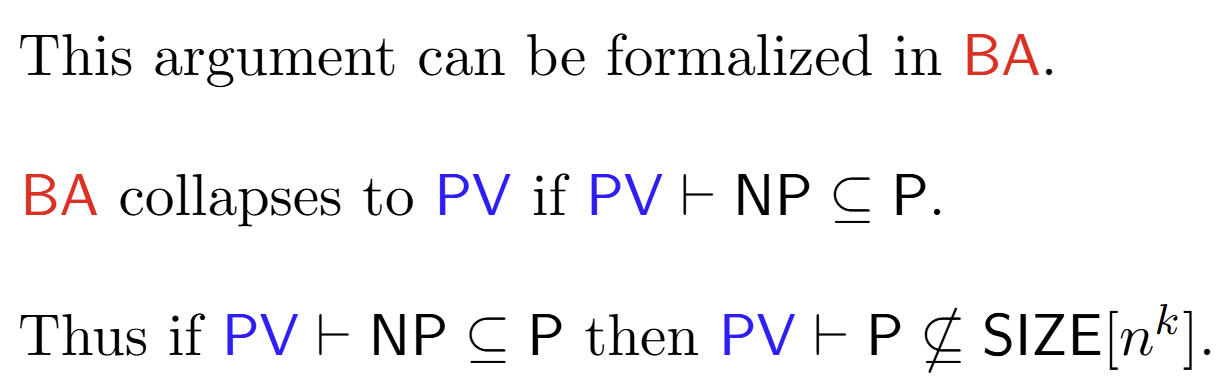 This argument can be formalized in BA.
BA collapses to PV if PV ⊢ NP ⊆ P.
Thus if PV ⊢ NP ⊆ P then PV ⊢ P ⊈ SIZE[n^k].